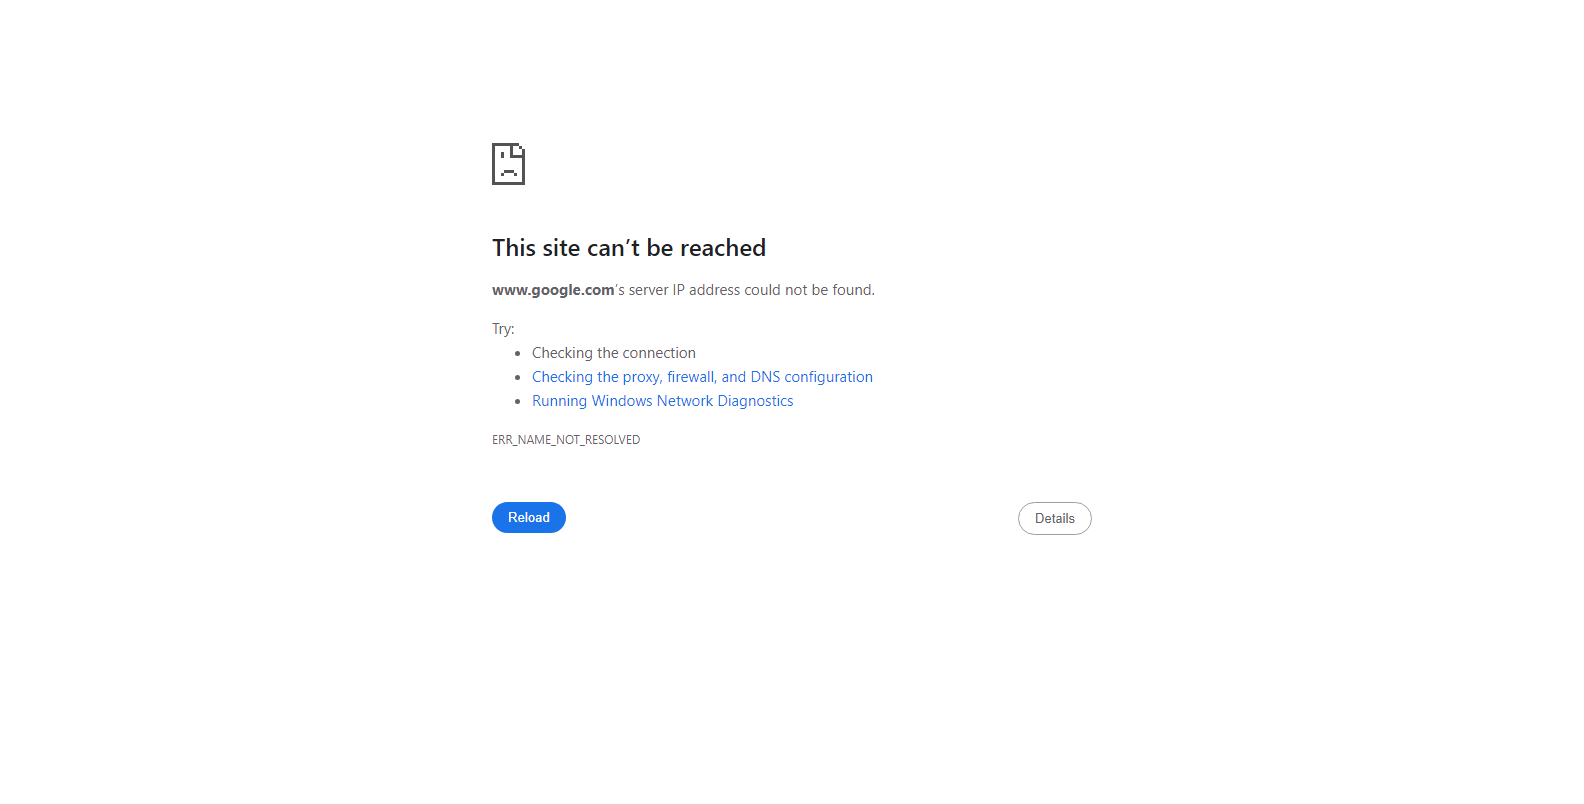 This site can’t be reached
www.google.com’s server IP address could not be found.
Try:
Checking the connection
Checking the proxy, firewall, and DNS configuration
Running Windows Network Diagnostics
ERR_NAME_NOT_RESOLVED
Reload
Details